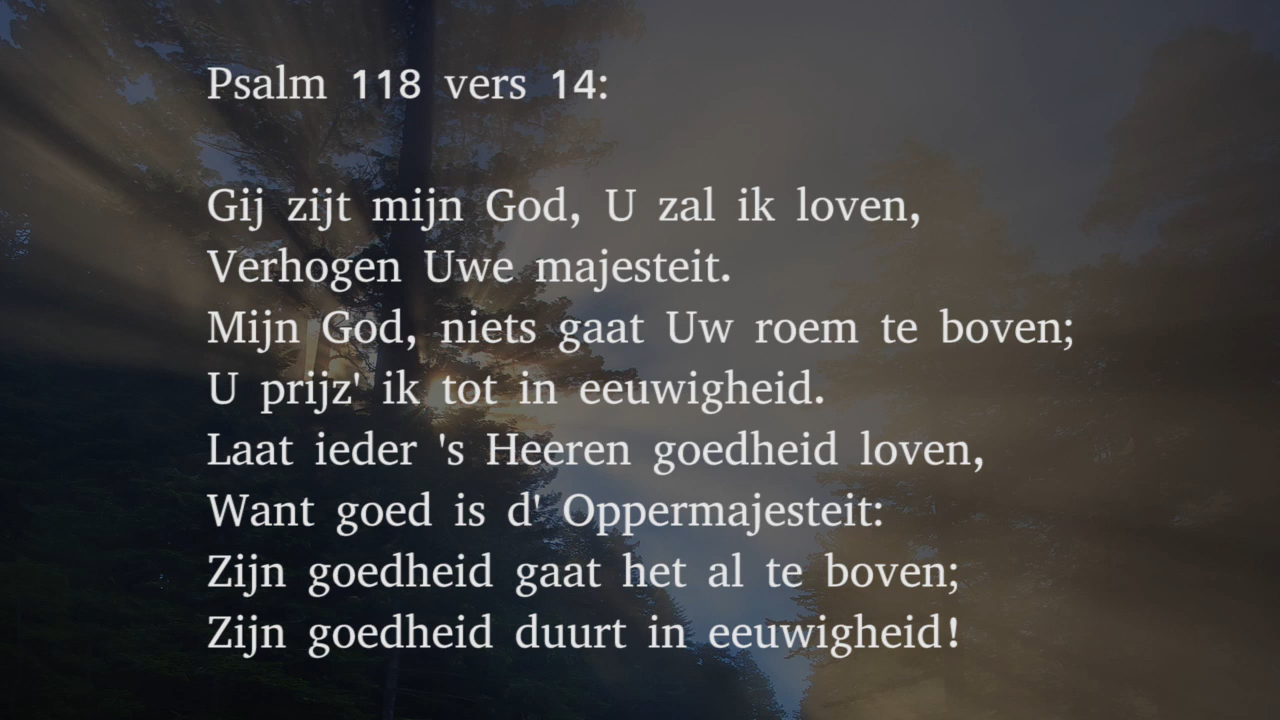 Psalm 118 vers 14:
Gij zijt mijn God, U zal ik loven,
Verhogen Uwe majesteit.
Mijn God, niets gaat Uw roem te boven;
U prijz' ik tot in eeuwigheid.
Laat ieder 's Heeren goedheid loven,
Want goed is d' Oppermajesteit:
Zijn goedheid gaat het al te boven;
Zijn goedheid duurt in eeuwigheid!